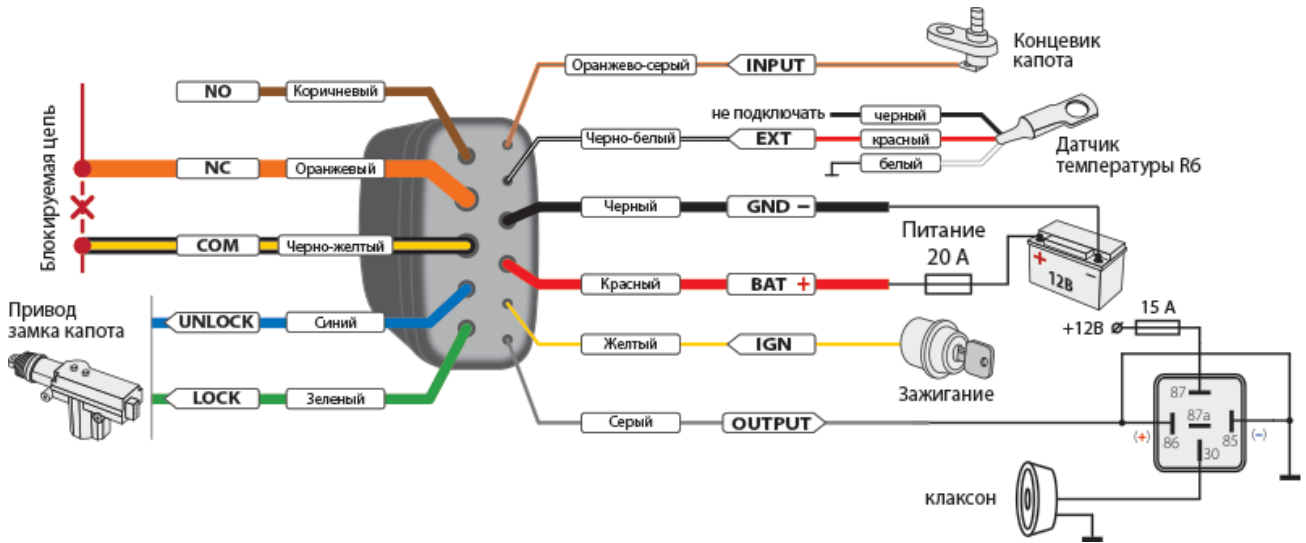 Оранжево-серый
INPUT
Концевик
капота
NO
Коричневый
Блокируемая цепь
не подключать
черный
Черно-белый
EXT
красный
белый
Датчик
температуры R6
NC
Оранжевый
Черный
GND −
Питание
20 А
COM
Черно-желтый
Красный
BAT +
+
−
12В
Привод
замка капота
UNLOCK
Синий
Желтый
IGN
Зажигание
15 А
+12В
LOCK
Зеленый
Серый
OUTPUT
87
87a
(+)
86
85
(−)
30
клаксон